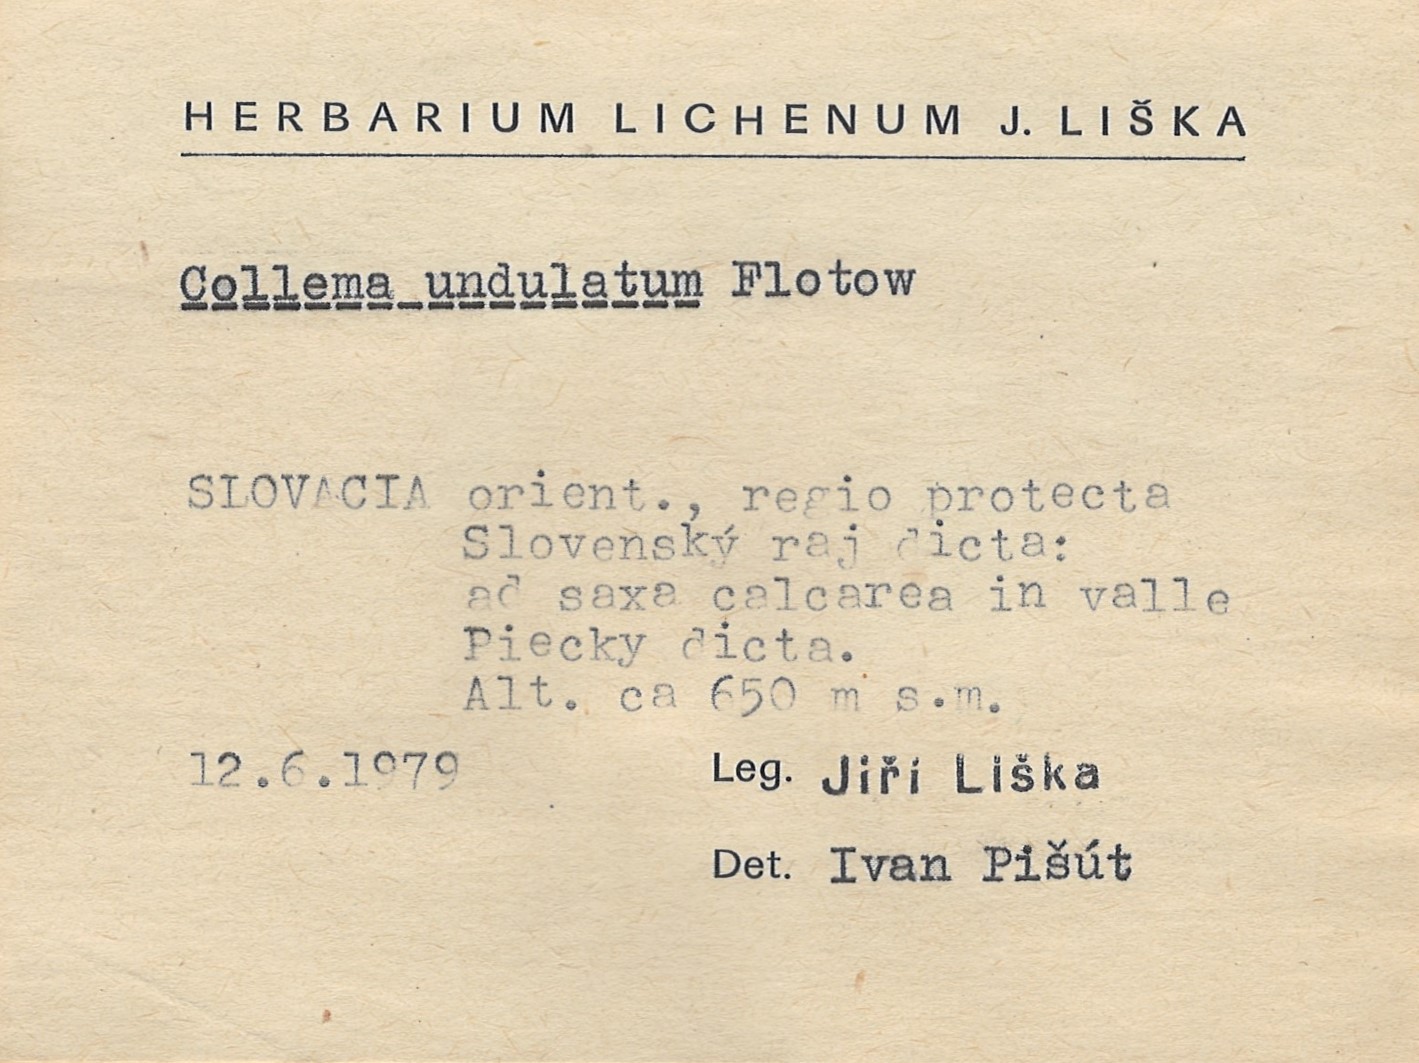 HERBARIUM LICHENUM J. LIŠKA
Collema undulatum Flotow
SLOVACIA orient., regio protecta
Slovenský raj dicta:
ad saxa calcarea in valle
Piecky dicta.
Alt. ca 650 m s.m.
12.6.1979 Leg. Jiří Liška
Det. Ivan Pišút